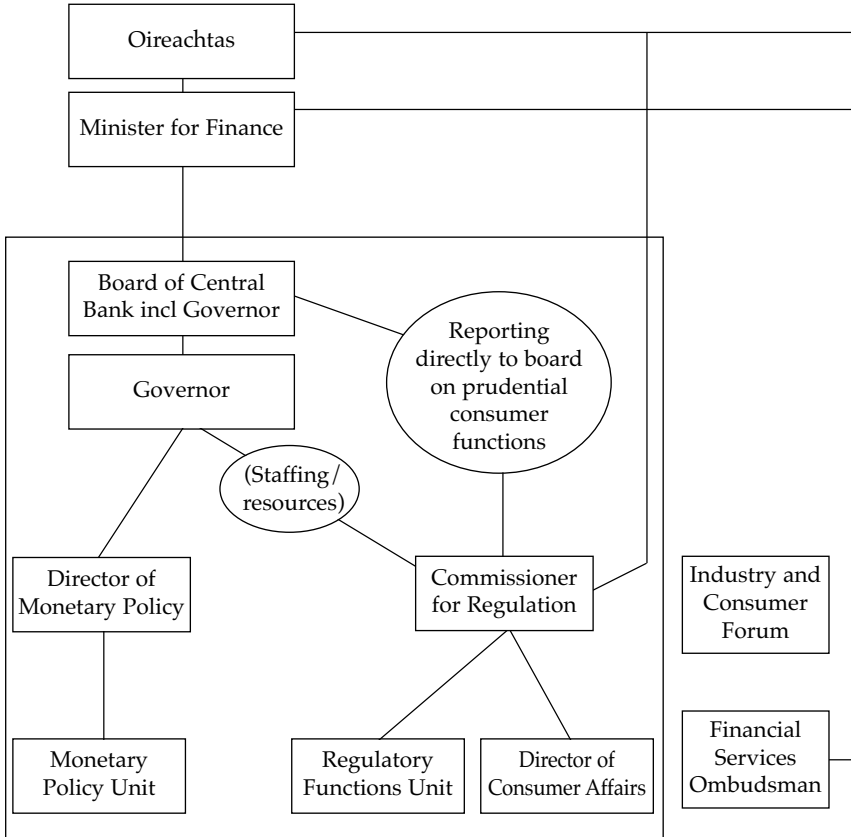 Oireachtas
Minister for Finance
Board of Central
Bank incl Governor
Governor
Reporting
directly to board
on prudential
consumer
functions
(Staffing/
resources)
Director of
Monetary Policy
Commissioner
for Regulation
Industry and
Consumer
Forum
Monetary
Policy Unit
Regulatory
Functions Unit
Director of
Consumer Affairs
Financial
Services
Ombudsman